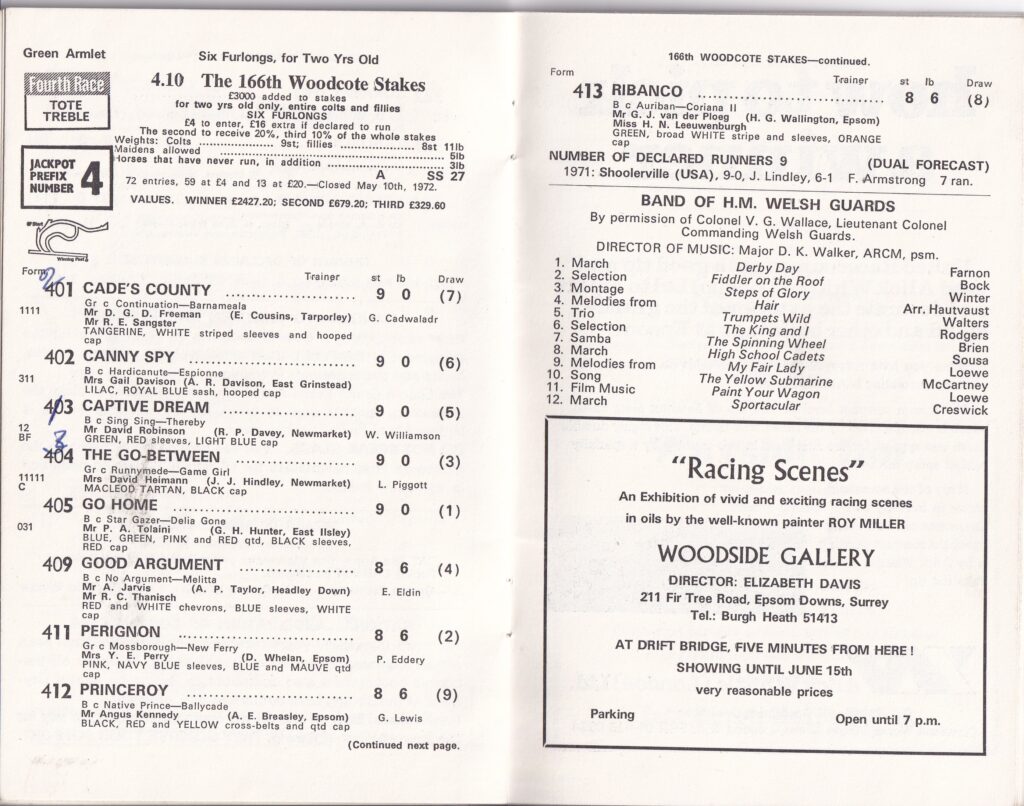 Green Armlet
Six Furlongs, for Two Yrs Old
Fourth Race
TOTE
TREBLE
4.10 The 166th Woodcote Stakes
£3000 added to stakes
for two yrs old only, entire colts and fillies
SIX FURLONGS
£4 to enter, £16 extra if declared to run
The second to receive 20%, third 10% of the whole stakes
Weights: Colts ........................ 9st; fillies ........................ 8st 11lb
Maidens allowed ........................ 5lb
Horses that have never run, in addition ........................ 3lb
A SS 27
JACKPOT
PREFIX
NUMBER 4
72 entries, 59 at £4 and 13 at £20.—Closed May 10th, 1972.
VALUES. WINNER £2427.20; SECOND £679.20; THIRD £329.60
Winning Post
Form Trainer st lb Draw
2
401 CADE'S COUNTY ........................ 9 0 (7)
Gr c Continuation—Barnameala
1111 Mr D. G. D. Freeman (E. Cousins, Tarporley) G. Cadwaladr
Mr R. E. Sangster
TANGERINE, WHITE striped sleeves and hooped
cap
402 CANNY SPY ........................ 9 0 (6)
B c Hardicanute—Espionne
311 Mrs Gail Davison (A. R. Davison, East Grinstead)
LILAC, ROYAL BLUE sash, hooped cap
1
403 CAPTIVE DREAM ........................ 9 0 (5)
B c Sing Sing—Thereby
12 Mr David Robinson (R. P. Davey, Newmarket) W. Williamson
BF GREEN, RED sleeves, LIGHT BLUE cap
3
404 THE GO-BETWEEN ........................ 9 0 (3)
Gr c Runnymede—Game Girl
11111 Mrs David Heimann (J. J. Hindley, Newmarket) L. Piggott
C MACLEOD TARTAN, BLACK cap
405 GO HOME ........................ 9 0 (1)
B c Star Gazer—Delia Gone
031 Mr P. A. Tolaini (G. H. Hunter, East Ilsley)
BLUE, GREEN, PINK and RED qtd, BLACK sleeves,
RED cap
409 GOOD ARGUMENT ........................ 8 6 (4)
B c No Argument—Melitta
Mr A. Jarvis (A. P. Taylor, Headley Down) E. Eldin
Mr R. C. Thanisch
RED and WHITE chevrons, BLUE sleeves, WHITE
cap
411 PERIGNON ........................ 8 6 (2)
Gr c Mossborough—New Ferry
Mrs Y. E. Perry (D. Whelan, Epsom) P. Eddery
PINK, NAVY BLUE sleeves, BLUE and MAUVE qtd
cap
412 PRINCEROY ........................ 8 6 (9)
B c Native Prince—Ballycade
Mr Angus Kennedy (A. E. Breasley, Epsom) G. Lewis
BLACK, RED and YELLOW cross-belts and qtd cap
(Continued next page.
166th WOODCOTE STAKES—continued.
Form Trainer st lb Draw
413 RIBANCO ........................ 8 6 (8)
B c Auriban—Coriana II
Mr G. J. van der Ploeg (H. G. Wallington, Epsom)
Miss H. N. Leeuwenburgh
GREEN, broad WHITE stripe and sleeves, ORANGE
cap
NUMBER OF DECLARED RUNNERS 9 (DUAL FORECAST)
1971: Shoolerville (USA), 9-0, J. Lindley, 6-1 F. Armstrong 7 ran.
BAND OF H.M. WELSH GUARDS
By permission of Colonel V. G. Wallace, Lieutenant Colonel
Commanding Welsh Guards.
DIRECTOR OF MUSIC: Major D. K. Walker, ARCM, psm.
1. March Derby Day Farnon
2. Selection Fiddler on the Roof Bock
3. Montage Steps of Glory Winter
4. Melodies from Hair Arr. Hautvast
5. Trio Trumpets Wild Walters
6. Selection The King and I Rodgers
7. Samba The Spinning Wheel Brien
8. March High School Cadets Sousa
9. Melodies from My Fair Lady Loewe
10. Song The Yellow Submarine McCartney
11. Film Music Paint Your Wagon Loewe
12. March Sportacular Creswick
"Racing Scenes"
An Exhibition of vivid and exciting racing scenes
in oils by the well-known painter ROY MILLER
WOODSIDE GALLERY
DIRECTOR: ELIZABETH DAVIS
211 Fir Tree Road, Epsom Downs, Surrey
Tel.: Burgh Heath 51413
AT DRIFT BRIDGE, FIVE MINUTES FROM HERE!
SHOWING UNTIL JUNE 15th
very reasonable prices
Parking Open until 7 p.m.